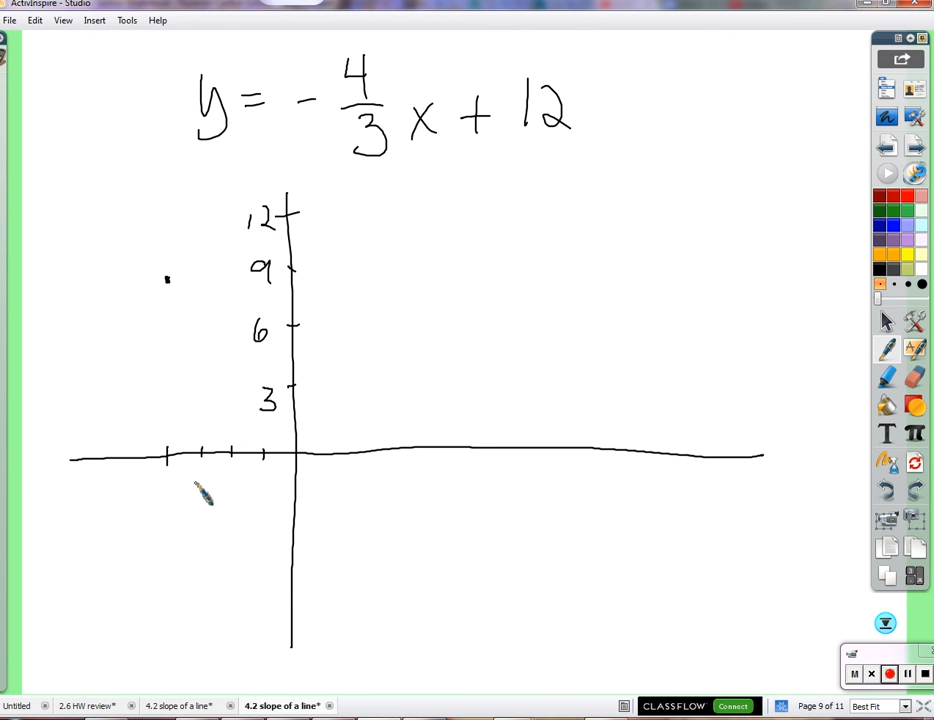 ActivInspire - Studio
File Edit View Insert Tools Help
y = - 4/3 x + 12
12
9
6
3
M
Untitled 2.6 HW review* 4.2 slope of a line* 4.2 slope of a line* CLASSFLOW Connect Page 9 of 11 Best Fit